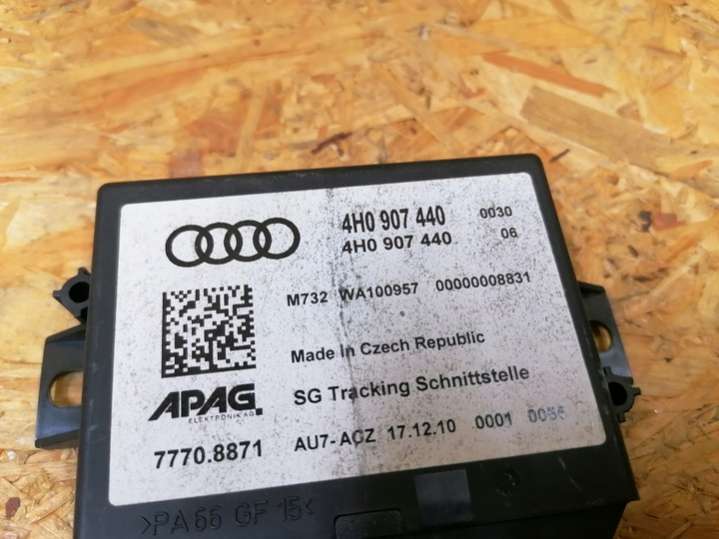 4H0 907 440 0030
4H0 907 440 06
M732 WA100957 00000008831
Made in Czech Republic
APAG
ELEKTRONIK AG
SG Tracking Schnittstelle
7770.8871
AU7-ACZ 17.12.10 0001 0056
>PA66 GF 15<